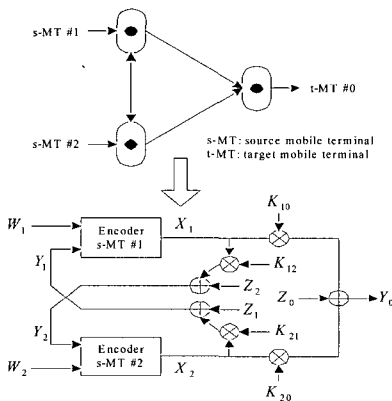 s-MT #1
t-MT #0
s-MT #2
s-MT: source mobile terminal
t-MT: target mobile terminal
K10
W1
Encoder
s-MT #1
X1
Y1
K12
Z2
Z0
Y0
Z1
Y2
K21
Encoder
s-MT #2
W2
X2
K20